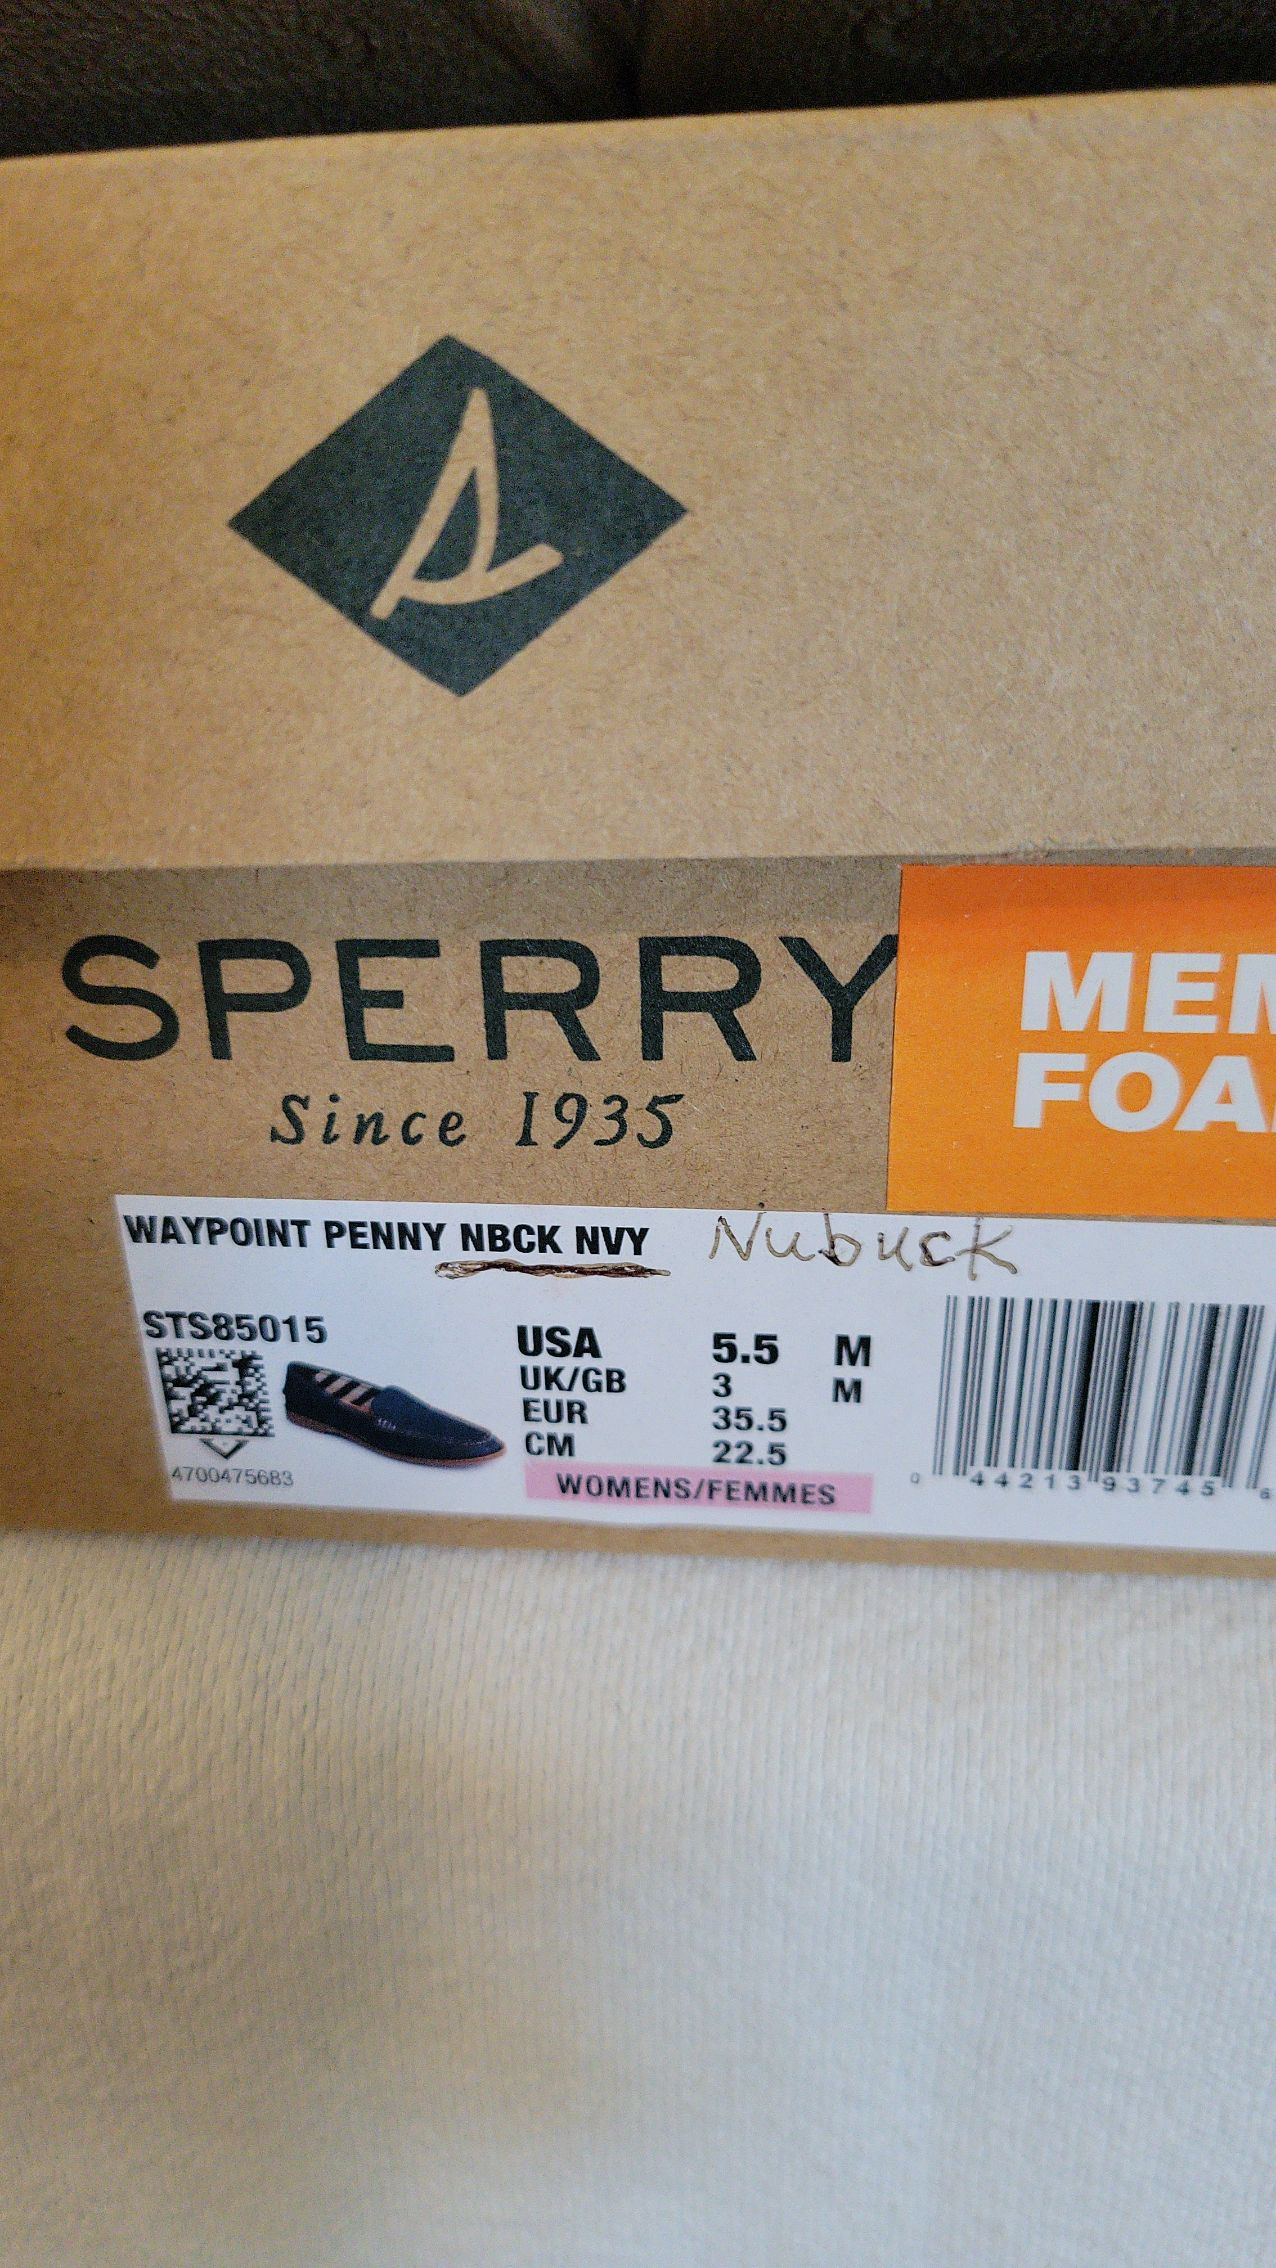 SPERRY
Since 1935
FOA
WAYPOINT PENNY NBCK NVY Nubuck
STS85015
USA 5.5 M
UK/GB 3 M
EUR 35.5
CM 22.5
WOMENS/FEMMES
4700475683
0 44213 93745 6